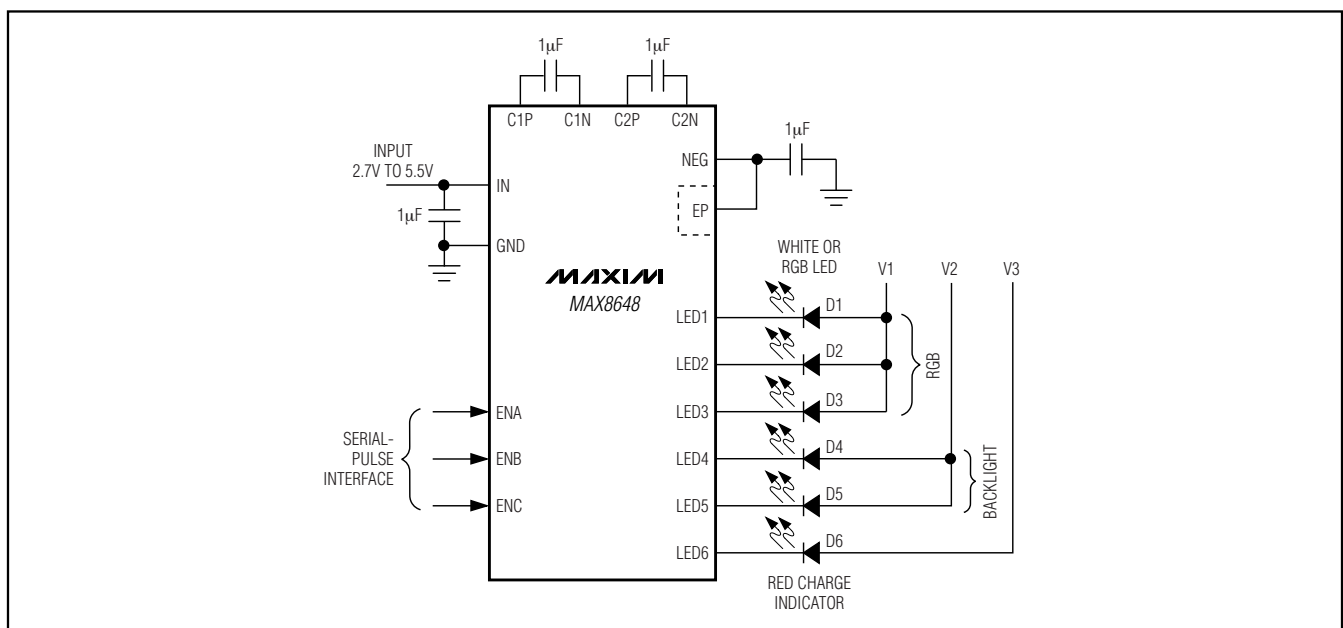 1µF
1µF
C1P
C1N
C2P
C2N
1µF
INPUT
2.7V TO 5.5V
NEG
IN
EP
1µF
GND
WHITE OR
RGB LED
V1
V2
V3
MAXIM
MAX8648
LED1
D1
LED2
D2
RGB
LED3
D3
ENA
SERIAL-
PULSE
INTERFACE
ENB
ENC
LED4
D4
LED5
D5
BACKLIGHT
LED6
D6
RED CHARGE
INDICATOR